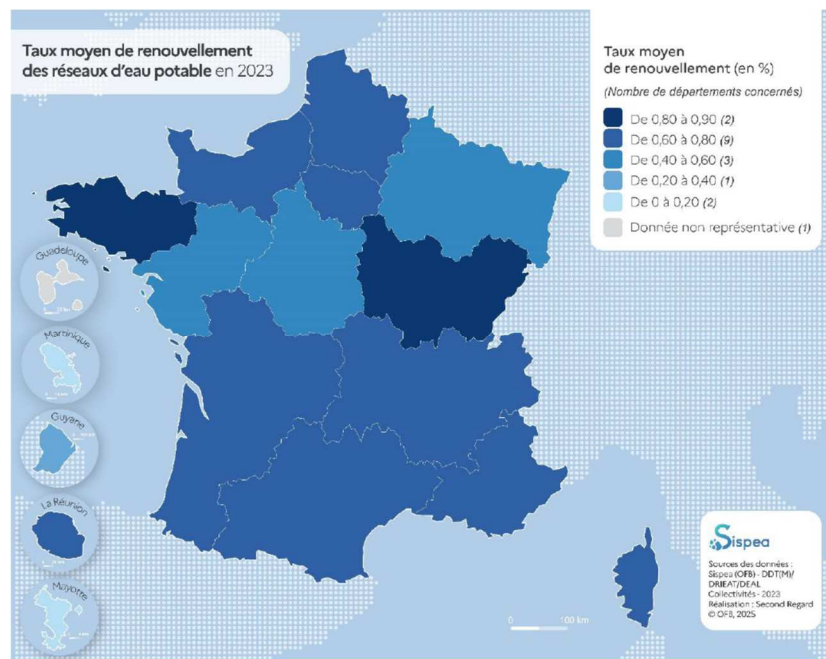 Taux moyen de renouvellement
des réseaux d'eau potable en 2023
Taux moyen
de renouvellement (en %)
(Nombre de départements concernés)
De 0,80 à 0,90 (2)
De 0,60 à 0,80 (9)
De 0,40 à 0,60 (3)
De 0,20 à 0,40 (1)
De 0 à 0,20 (2)
Donnée non représentative (1)
Guadeloupe
Martinique
Guyane
La Réunion
Mayotte
0
100 km
Sispea
Sources des données :
Sispea (OFB) - DDT(M)/
DRIEAT/DEAL
Collectivités - 2023
Réalisation : Second Regard
© OFB, 2025